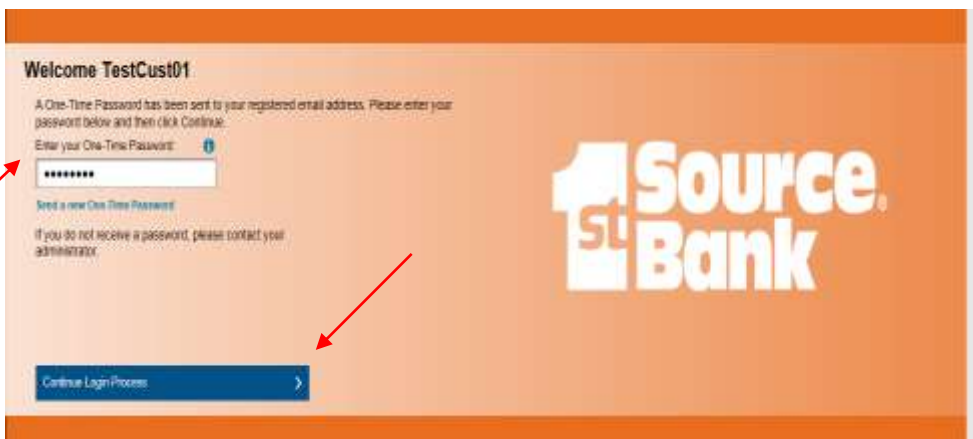 Welcome TestCust01
A One-Time Password has been sent to your registered email address. Please enter your
password below and then click Continue.
Enter your One-Time Password:
••••••••
Send a new One-Time Password
If you do not receive a password, please contact your
administrator.
1st Source
Bank
Continue Login Process